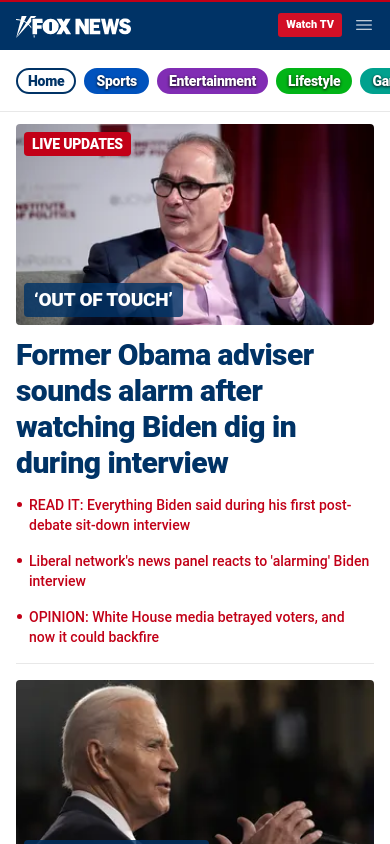 FOX NEWS
Watch TV
Home
Sports
Entertainment
Lifestyle
Ga
LIVE UPDATES
INSTITUTE
OF POLITICS
‘OUT OF TOUCH’
Former Obama adviser
sounds alarm after
watching Biden dig in
during interview
• READ IT: Everything Biden said during his first post-
debate sit-down interview
• Liberal network's news panel reacts to 'alarming' Biden
interview
• OPINION: White House media betrayed voters, and
now it could backfire